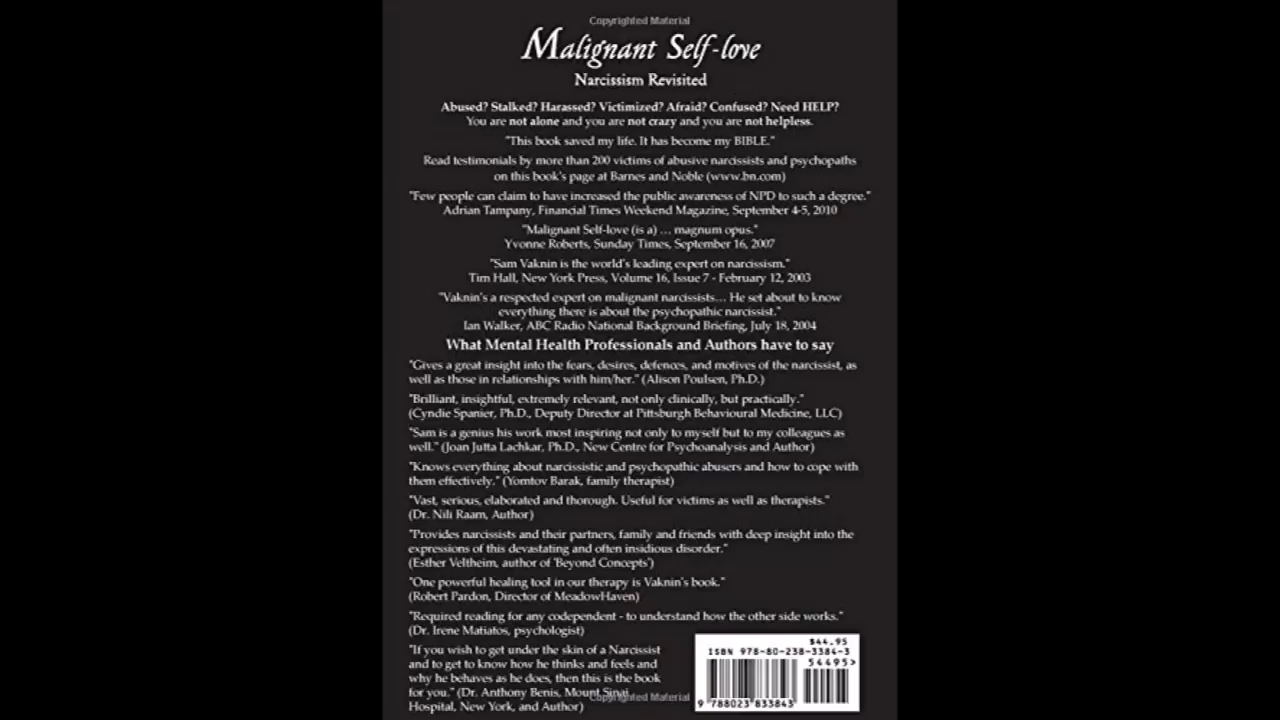 Copyrighted Material
Malignant Self-love
Narcissism Revisited
Abused? Stalked? Harassed? Victimized? Afraid? Confused? Need HELP?
You are not alone and you are not crazy and you are not helpless.
"This book saved my life. It has become my BIBLE."
Read testimonials by more than 200 victims of abusive narcissists and psychopaths
on this book's page at Barnes and Noble (www.bn.com)
"Few people can claim to have increased the public awareness of NPD to such a degree."
Adrian Tampany, Financial Times Weekend Magazine, September 4-5, 2010
"Malignant Self-love (is a) ... magnum opus."
Yvonne Roberts, Sunday Times, September 16, 2007
"Sam Vaknin is the world's leading expert on narcissism."
Tim Hall, New York Press, Volume 16, Issue 7 - February 12, 2003
"Vaknin's a respected expert on malignant narcissists... He set about to know
everything there is about the psychopathic narcissist."
Ian Walker, ABC Radio National Background Briefing, July 18, 2004
What Mental Health Professionals and Authors have to say
"Gives a great insight into the fears, desires, defences, and motives of the narcissist, as
well as those in relationships with him/her." (Alison Poulsen, Ph.D.)
"Brilliant, insightful, extremely relevant, not only clinically, but practically."
(Cyndie Spanier, Ph.D., Deputy Director at Pittsburgh Behavioural Medicine, LLC)
"Sam is a genius his work most inspiring not only to myself but to my colleagues as
well." (Joan Jutta Lachkar, Ph.D., New Centre for Psychoanalysis and Author)
"Knows everything about narcissistic and psychopathic abusers and how to cope with
them effectively." (Yomtov Barak, family therapist)
"Vast, serious, elaborated and thorough. Useful for victims as well as therapists."
(Dr. Nili Raam, Author)
"Provides narcissists and their partners, family and friends with deep insight into the
expressions of this devastating and often insidious disorder."
(Esther Veltheim, author of 'Beyond Concepts')
"One powerful healing tool in our therapy is Vaknin's book."
(Robert Pardon, Director of MeadowHaven)
"Required reading for any codependent - to understand how the other side works."
(Dr. Irene Matiatos, psychologist)
"If you wish to get under the skin of a Narcissist
and to get to know how he thinks and feels and
why he behaves as he does, then this is the book
for you." (Dr. Anthony Benis, Mount Sinai
Hospital, New York, and Author)
Copyrighted Material
$44.95
ISBN 978-80-238-3384-3
54495>
9 788023 833843